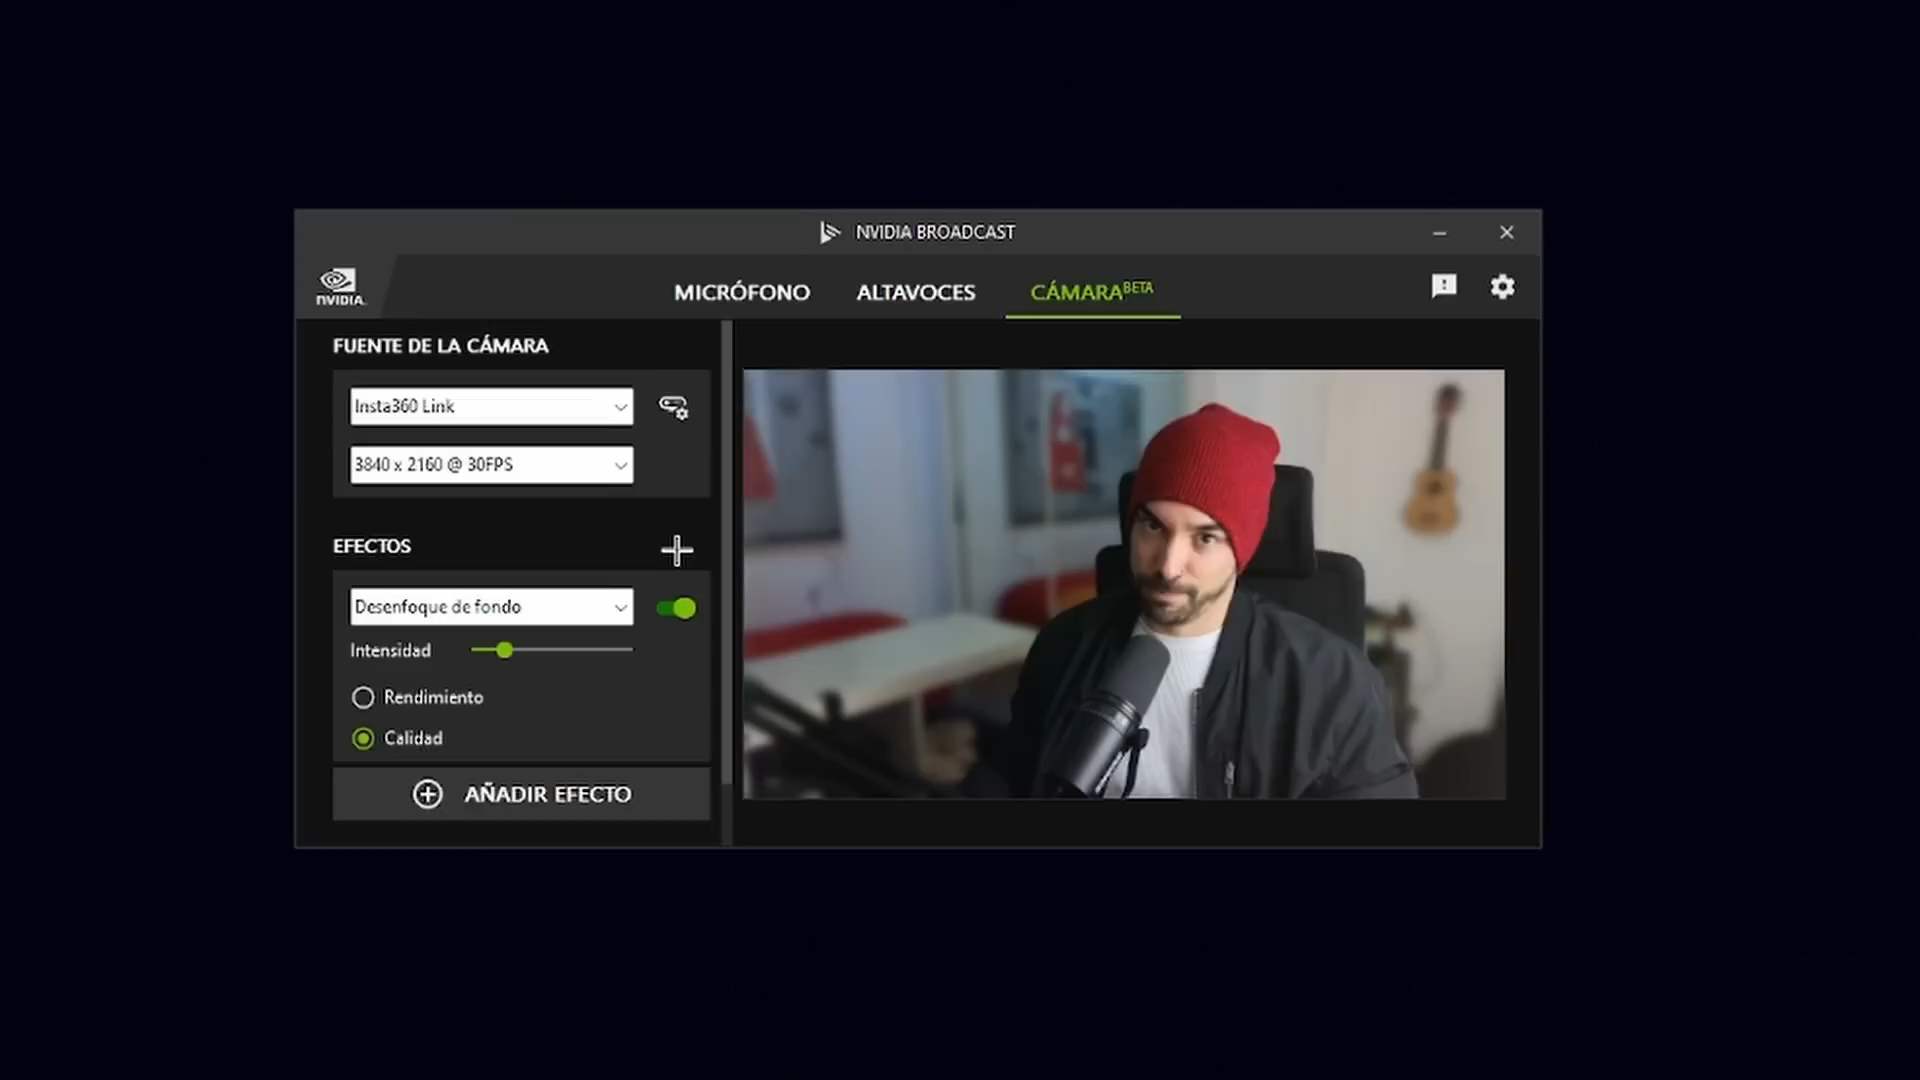 NVIDIA BROADCAST
NVIDIA.
MICRÓFONO
ALTAVOCES
CÁMARA BETA
FUENTE DE LA CÁMARA
Insta360 Link
3840 x 2160 @ 30FPS
EFECTOS
Desenfoque de fondo
Intensidad
Rendimiento
Calidad
AÑADIR EFECTO